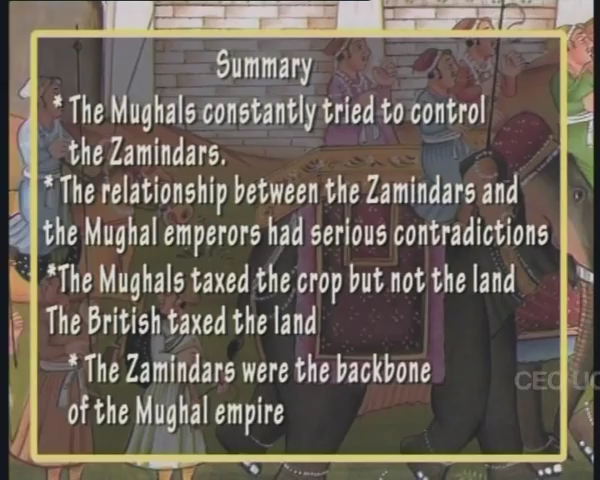 Summary
* The Mughals constantly tried to control
the Zamindars.
* The relationship between the Zamindars and
the Mughal emperors had serious contradictions
*The Mughals taxed the crop but not the land
The British taxed the land
* The Zamindars were the backbone
of the Mughal empire
CEC